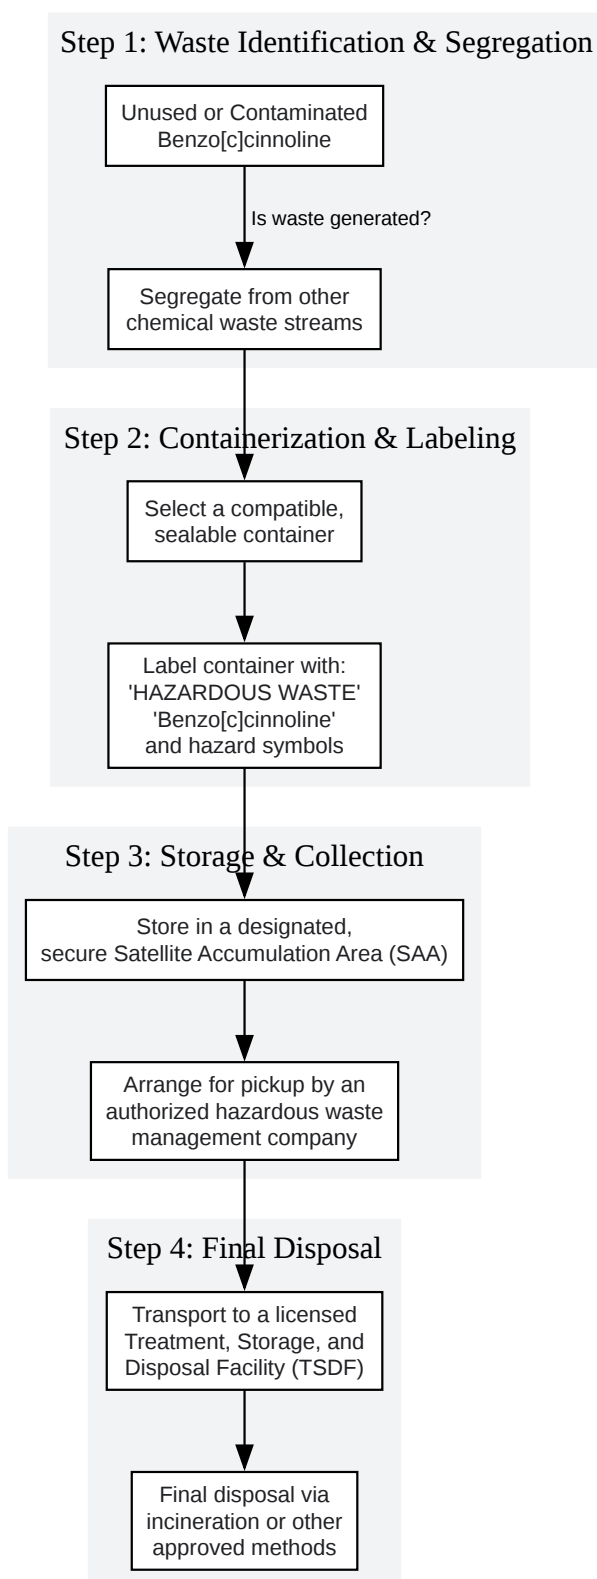 Step 1: Waste Identification & Segregation
Unused or Contaminated
Benzo[c]cinnoline
Is waste generated?
Segregate from other
chemical waste streams
Step 2: Containerization & Labeling
Select a compatible,
sealable container
Label container with:
'HAZARDOUS WASTE'
'Benzo[c]cinnoline'
and hazard symbols
Step 3: Storage & Collection
Store in a designated,
secure Satellite Accumulation Area (SAA)
Arrange for pickup by an
authorized hazardous waste
management company
Step 4: Final Disposal
Transport to a licensed
Treatment, Storage, and
Disposal Facility (TSDF)
Final disposal via
incineration or other
approved methods